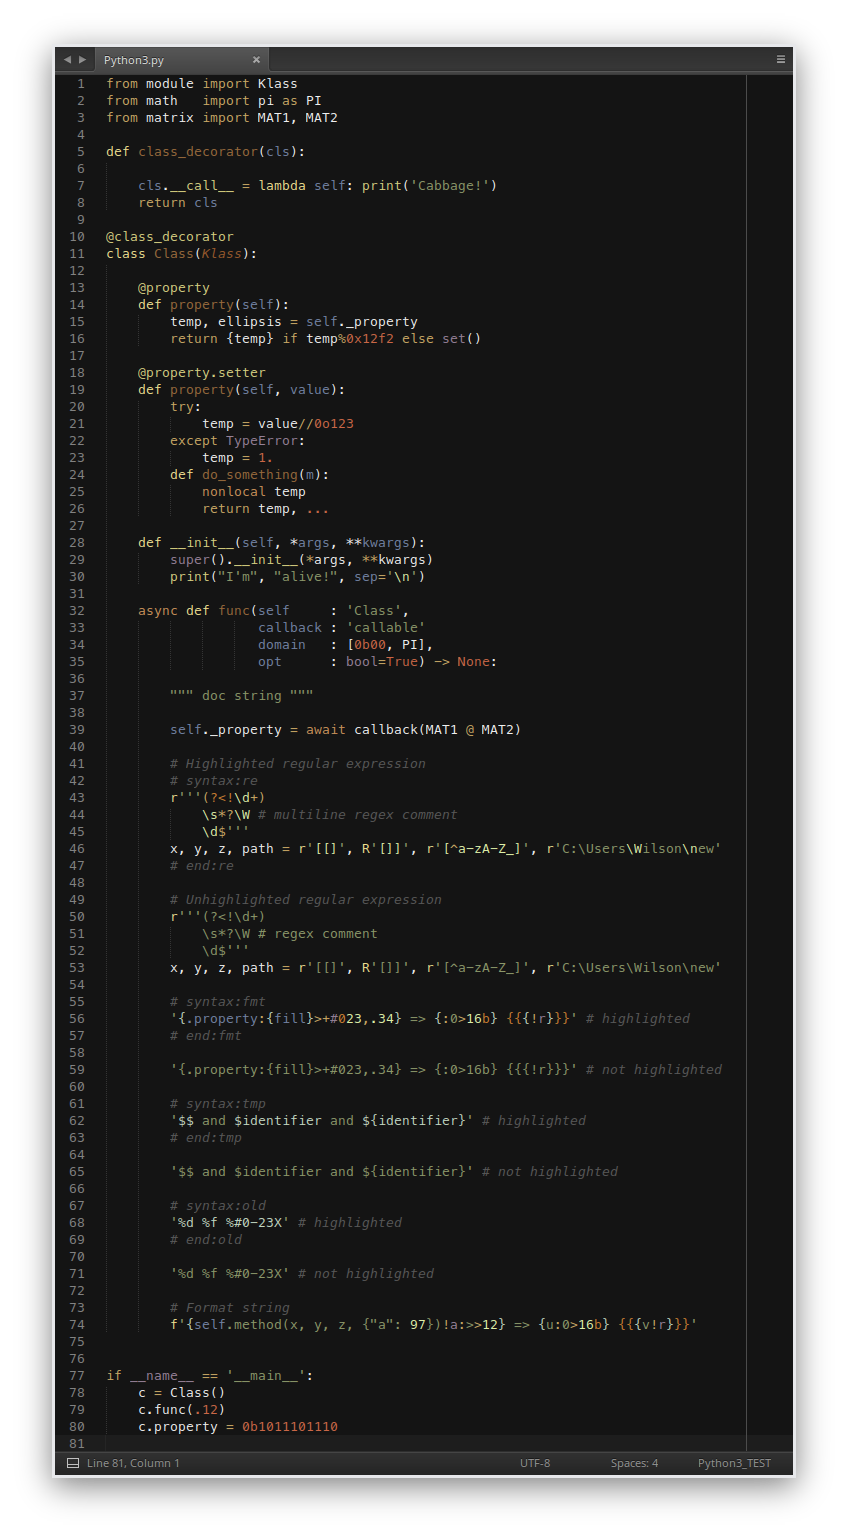 Python3.py
1 from module import Klass
2 from math   import pi as PI
3 from matrix import MAT1, MAT2
4
5 def class_decorator(cls):
6
7     cls.__call__ = lambda self: print('Cabbage!')
8     return cls
9
10 @class_decorator
11 class Class(Klass):
12
13     @property
14     def property(self):
15         temp, ellipsis = self._property
16         return {temp} if temp%0x12f2 else set()
17
18     @property.setter
19     def property(self, value):
20         try:
21             temp = value//0o123
22         except TypeError:
23             temp = 1.
24         def do_something(m):
25             nonlocal temp
26             return temp, ...
27
28     def __init__(self, *args, **kwargs):
29         super().__init__(*args, **kwargs)
30         print("I'm", "alive!", sep='\n')
31
32     async def func(self     : 'Class',
33                    callback : 'callable'
34                    domain   : [0b00, PI],
35                    opt      : bool=True) -> None:
36
37         """ doc string """
38
39         self._property = await callback(MAT1 @ MAT2)
40
41         # Highlighted regular expression
42         # syntax:re
43         r'''(?<!\d+)
44             \s*?\W # multiline regex comment
45             \d$'''
46         x, y, z, path = r'[[]', R'[]]', r'[^a-zA-Z_]', r'C:\Users\Wilson\new'
47         # end:re
48
49         # Unhighlighted regular expression
50         r'''(?<!\d+)
51             \s*?\W # regex comment
52             \d$'''
53         x, y, z, path = r'[[]', R'[]]', r'[^a-zA-Z_]', r'C:\Users\Wilson\new'
54
55         # syntax:fmt
56         '{.property:{fill}>+#023,.34} => {:0>16b} {{{!r}}}' # highlighted
57         # end:fmt
58
59         '{.property:{fill}>+#023,.34} => {:0>16b} {{{!r}}}' # not highlighted
60
61         # syntax:tmp
62         '$$ and $identifier and ${identifier}' # highlighted
63         # end:tmp
64
65         '$$ and $identifier and ${identifier}' # not highlighted
66
67         # syntax:old
68         '%d %f %#0-23X' # highlighted
69         # end:old
70
71         '%d %f %#0-23X' # not highlighted
72
73         # Format string
74         f'{self.method(x, y, z, {"a": 97})!a:>>12} => {u:0>16b} {{{v!r}}}'
75
76
77 if __name__ == '__main__':
78     c = Class()
79     c.func(.12)
80     c.property = 0b1011101110
81
Line 81, Column 1 UTF-8 Spaces: 4 Python3_TEST